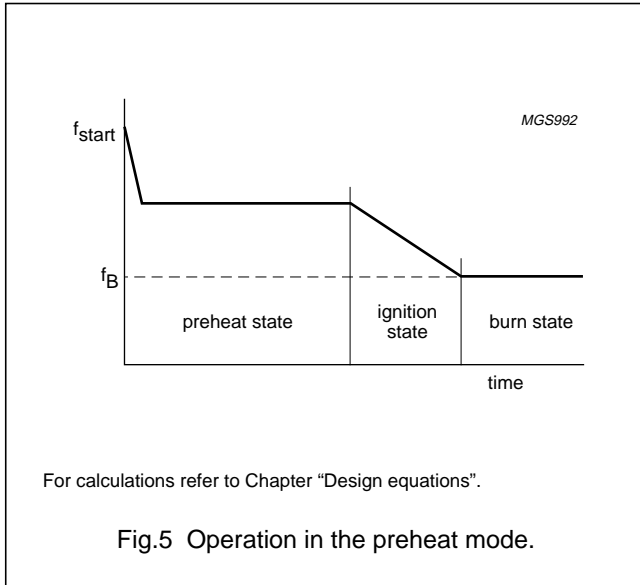 MGS992
fstart
fB
preheat state
ignition
state
burn state
time
For calculations refer to Chapter “Design equations”.
Fig.5 Operation in the preheat mode.